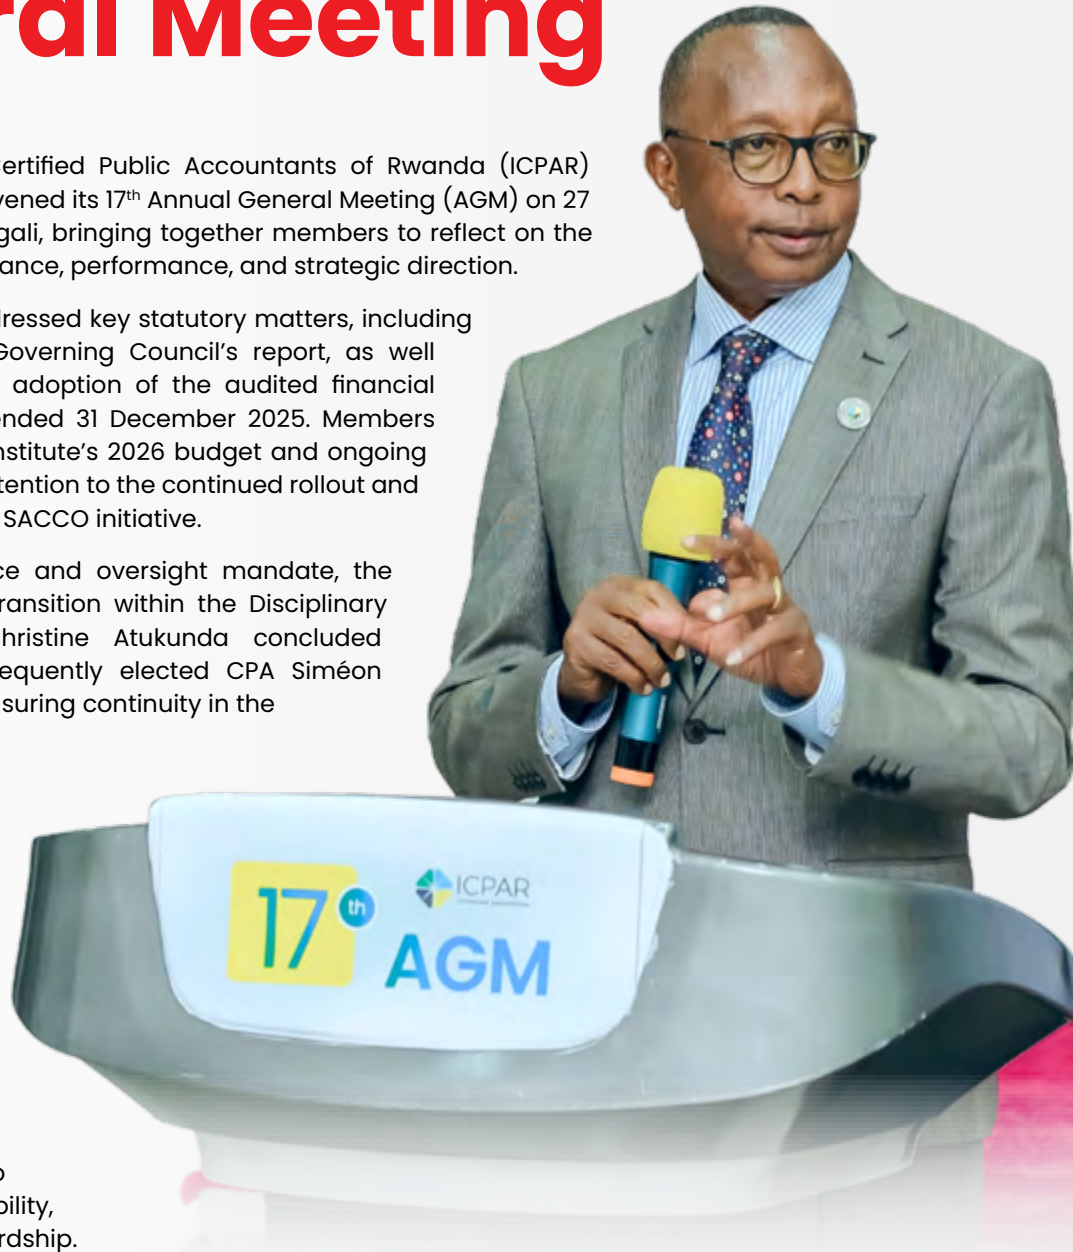 ral Meeting
ertified Public Accountants of Rwanda (ICPAR)
vened its 17th Annual General Meeting (AGM) on 27
gali, bringing together members to reflect on the
ance, performance, and strategic direction.
dressed key statutory matters, including
Governing Council's report, as well
adoption of the audited financial
ended 31 December 2025. Members
nstitute's 2026 budget and ongoing
tention to the continued rollout and
SACCO initiative.
ce and oversight mandate, the
ransition within the Disciplinary
Christine Atukunda concluded
sequently elected CPA Siméon
suring continuity in the
17th
ICPAR
AGM
bility,
rdship.